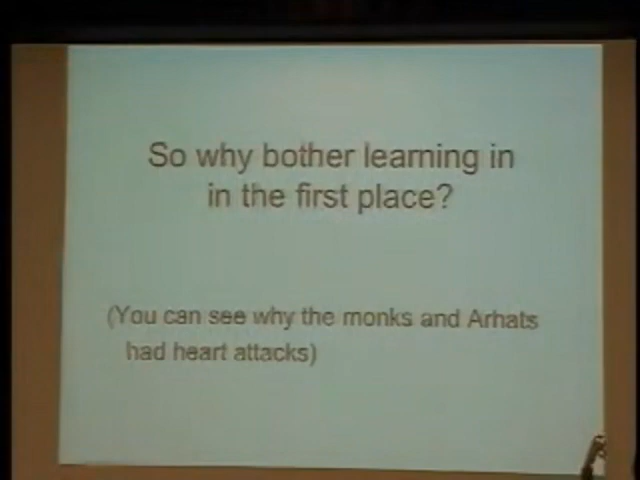 So why bother learning in
in the first place?
(You can see why the monks and Arhats
had heart attacks)